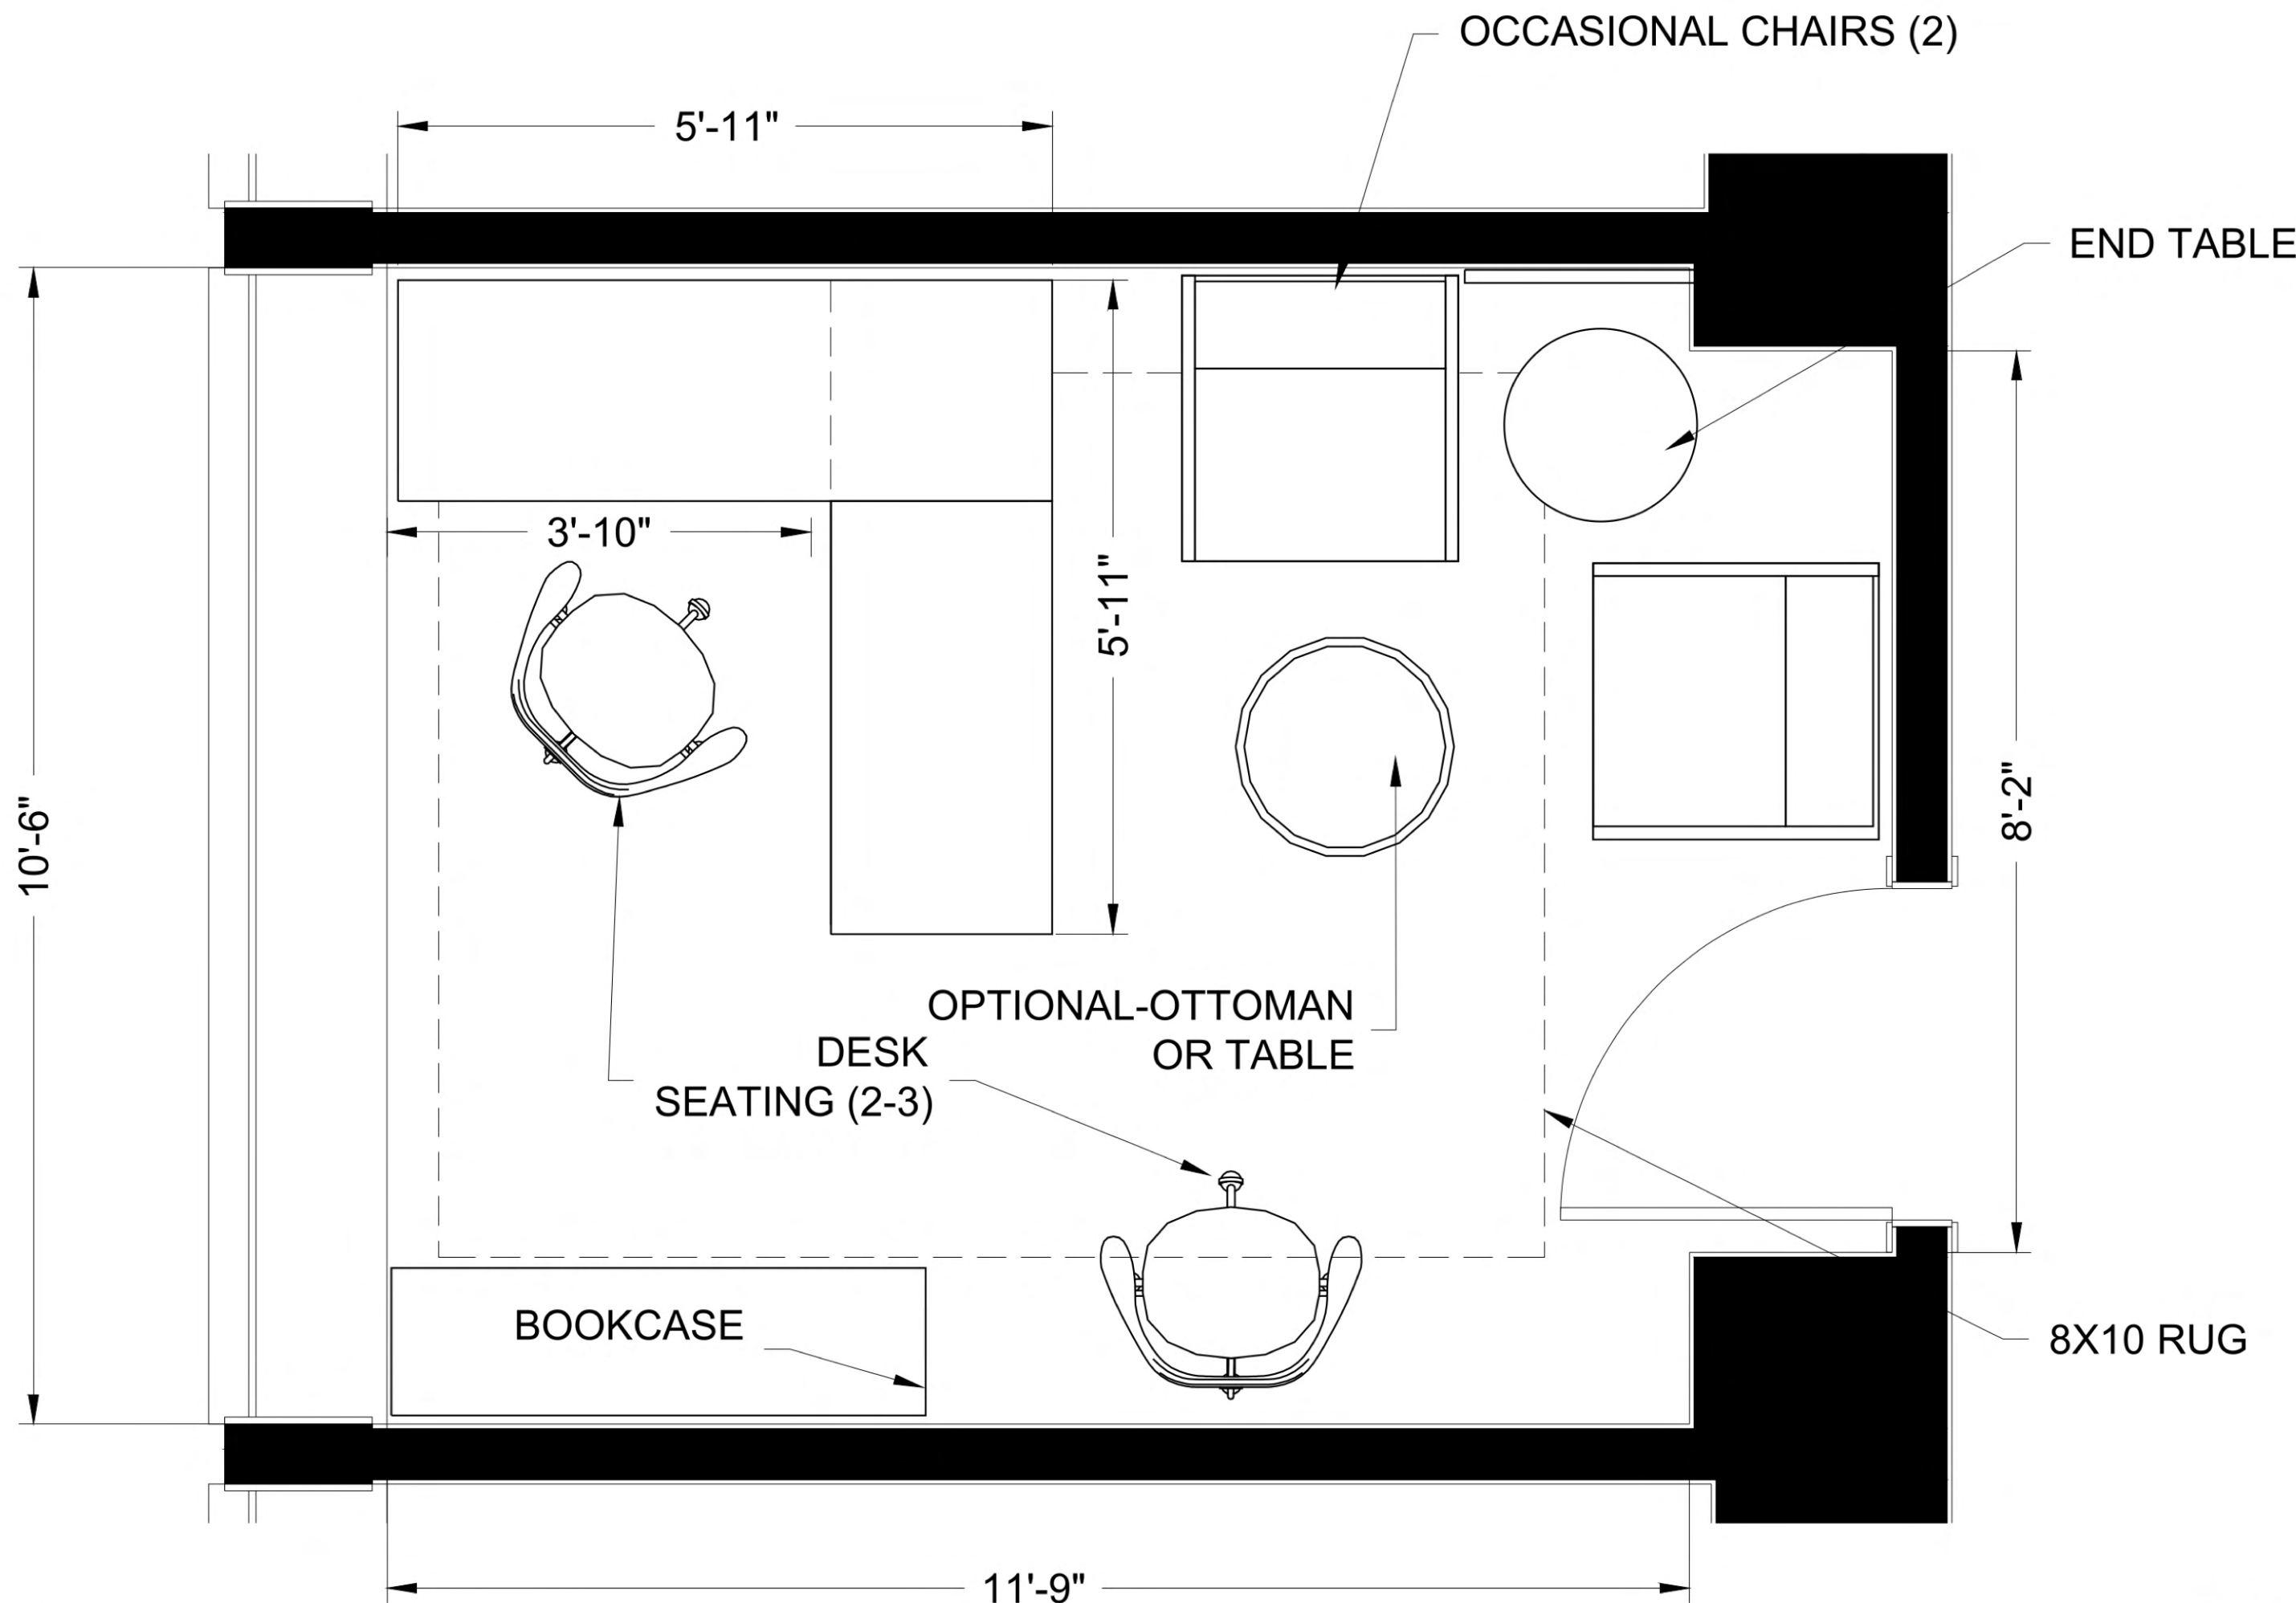 OCCASIONAL CHAIRS (2)
5'-11"
END TABLE
3'-10"
5'-11"
10'-6"
8'-2"
OPTIONAL-OTTOMAN
OR TABLE
DESK
SEATING (2-3)
BOOKCASE
8X10 RUG
11'-9"